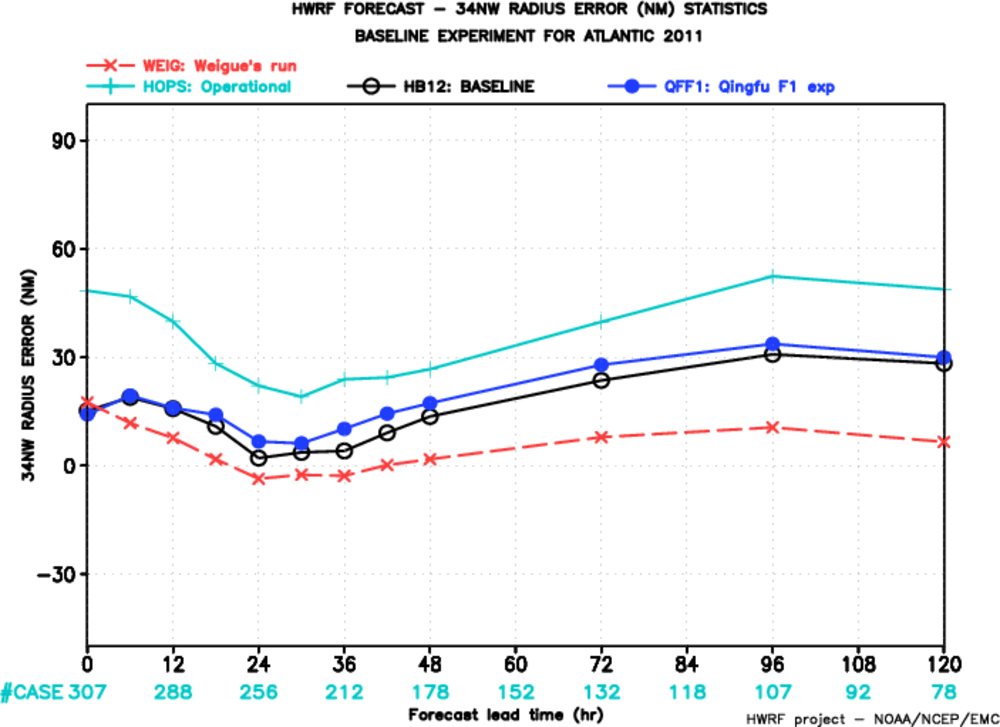 HWRF FORECAST – 34NW RADIUS ERROR (NM) STATISTICS
BASELINE EXPERIMENT FOR ATLANTIC 2011
WEIG: Weigue's run
HOPS: Operational HB12: BASELINE QFF1: Qingfu F1 exp
90
60
30
0
–30
34NW RADIUS ERROR (NM)
0 12 24 36 48 60 72 84 96 108 120
#CASE 307 288 256 212 178 152 132 118 107 92 78
Forecast lead time (hr)
HWRF project – NOAA/NCEP/EMC